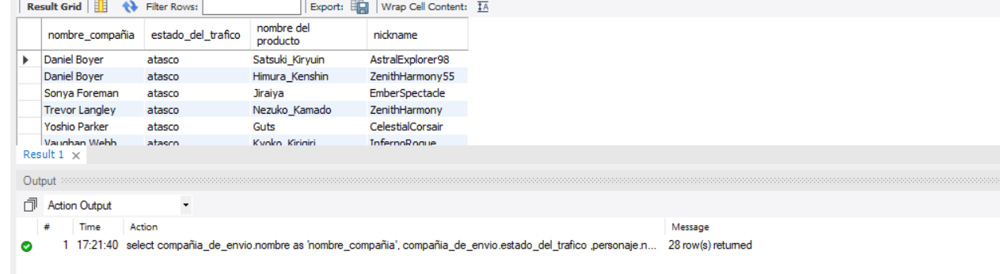 Result Grid Filter Rows: Export: Wrap Cell Content:
nombre_compañia estado_del_trafico nombre del producto nickname
Daniel Boyer atasco Satsuki_Kiryuin AstralExplorer98
Daniel Boyer atasco Himura_Kenshin ZenithHarmony55
Sonya Foreman atasco Jiraiya EmberSpectacle
Trevor Langley atasco Nezuko_Kamado ZenithHarmony
Yoshio Parker atasco Guts CelestialCorsair
Vaughan Webb atasco Kyoko_Kirigiri InfernoRogue
Result 1
Output
Action Output
# Time Action Message
1 17:21:40 select compañia_de_envio.nombre as 'nombre_compañia', compañia_de_envio.estado_del_trafico ,personaje.n... 28 row(s) returned